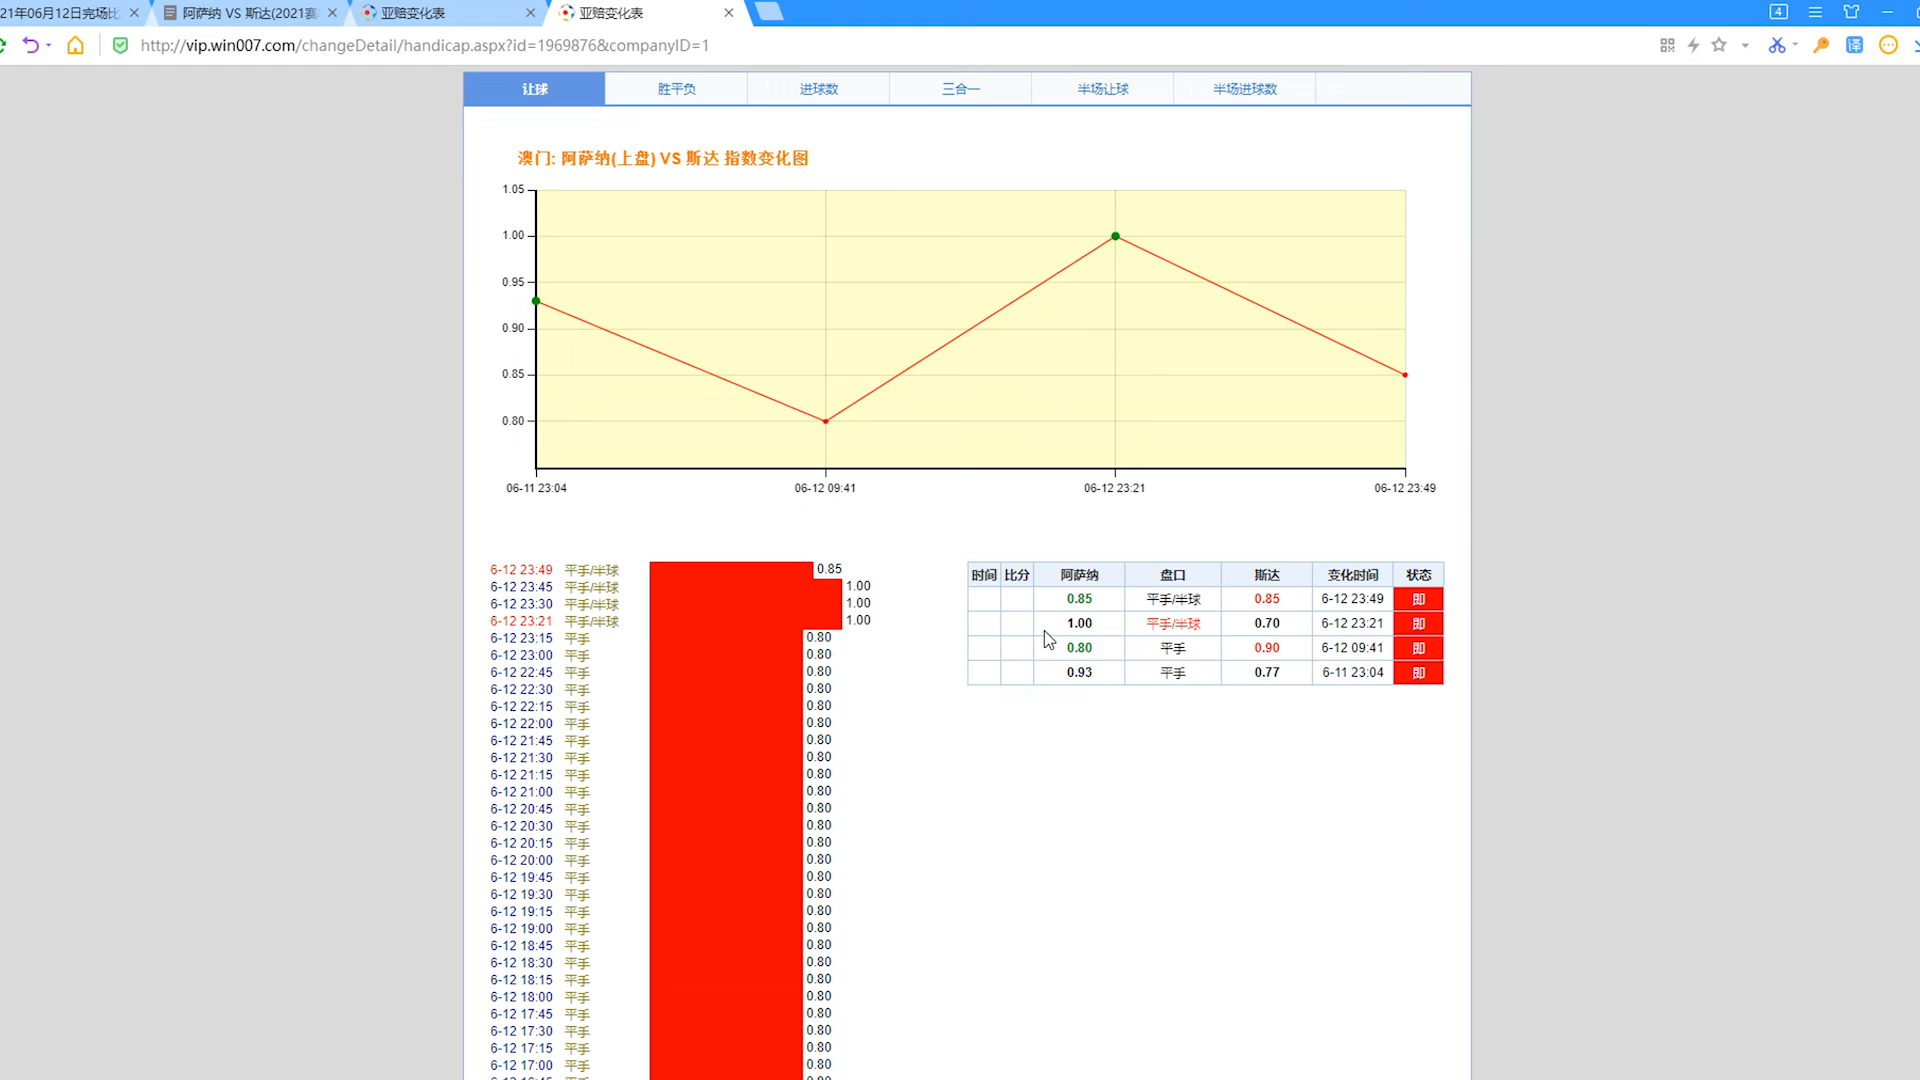 21年06月12日完场比
阿萨纳 VS 斯达(2021赛
亚赔变化表
亚赔变化表
4
http://vip.win007.com/changeDetail/handicap.aspx?id=1969876&companyID=1
译
让球 胜平负 进球数 三合一 半场让球 半场进球数
澳门: 阿萨纳(上盘) VS 斯达 指数变化图
1.05
1.00
0.95
0.90
0.85
0.80
06-11 23:04 06-12 09:41 06-12 23:21 06-12 23:49
6-12 23:49 平手/半球 0.85
6-12 23:45 平手/半球 1.00
6-12 23:30 平手/半球 1.00
6-12 23:21 平手/半球 1.00
6-12 23:15 平手 0.80
6-12 23:00 平手 0.80
6-12 22:45 平手 0.80
6-12 22:30 平手 0.80
6-12 22:15 平手 0.80
6-12 22:00 平手 0.80
6-12 21:45 平手 0.80
6-12 21:30 平手 0.80
6-12 21:15 平手 0.80
6-12 21:00 平手 0.80
6-12 20:45 平手 0.80
6-12 20:30 平手 0.80
6-12 20:15 平手 0.80
6-12 20:00 平手 0.80
6-12 19:45 平手 0.80
6-12 19:30 平手 0.80
6-12 19:15 平手 0.80
6-12 19:00 平手 0.80
6-12 18:45 平手 0.80
6-12 18:30 平手 0.80
6-12 18:15 平手 0.80
6-12 18:00 平手 0.80
6-12 17:45 平手 0.80
6-12 17:30 平手 0.80
6-12 17:15 平手 0.80
6-12 17:00 平手 0.80
时间 比分 阿萨纳 盘口 斯达 变化时间 状态
0.85 平手/半球 0.85 6-12 23:49 即
1.00 平手/半球 0.70 6-12 23:21 即
0.80 平手 0.90 6-12 09:41 即
0.93 平手 0.77 6-11 23:04 即